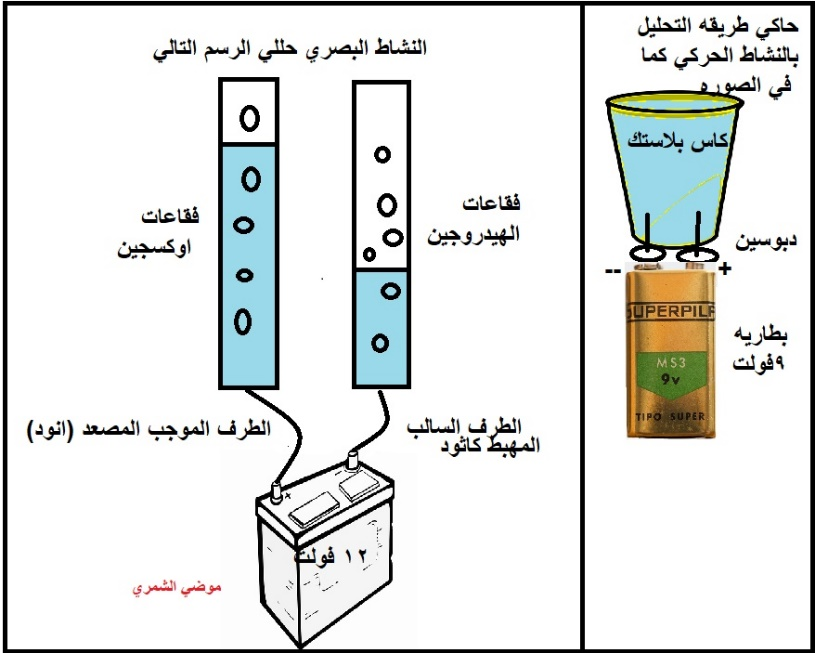 حاكي طريقه التحليل
بالنشاط الحركي كما
في الصوره
كاس بلاستك
دبوسين
-- +
SUPERPILA
MS3
9v
TIPO SUPER
بطاريه
٩فولت
النشاط البصري حللي الرسم التالي
فقاعات
الهيدروجين
فقاعات
اوكسجين
الطرف السالب
المهبط كاثود
الطرف الموجب المصعد (انود)
+
١٢ فولت
موضي الشمري